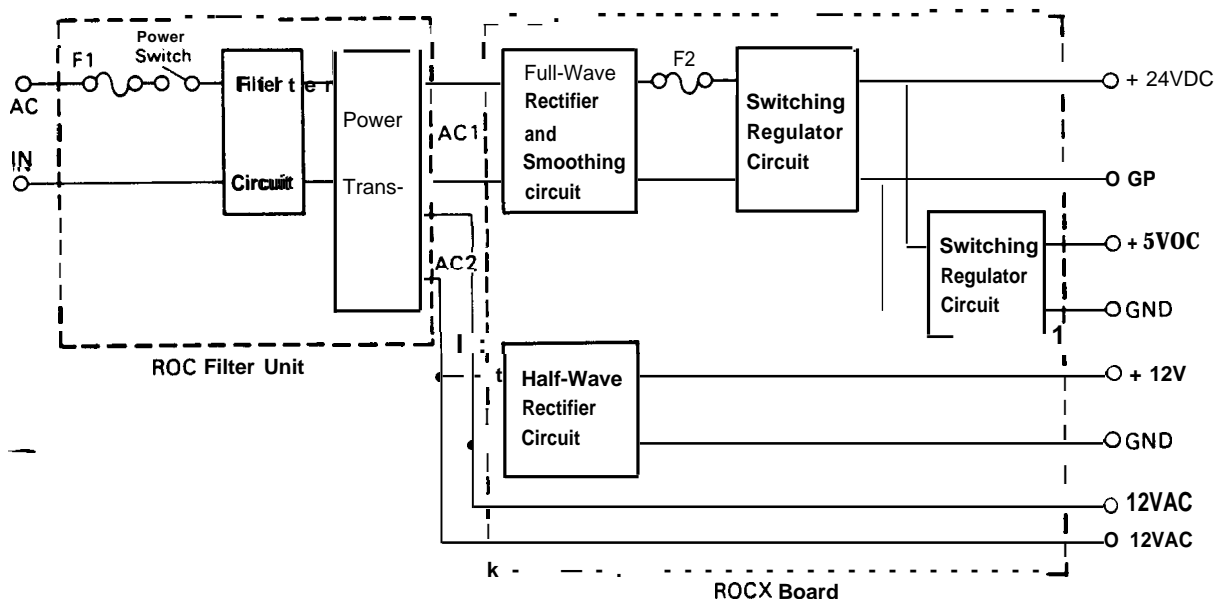 Power
Switch
F1
AC
IN
Filter
Circuit
Power
Trans-
ROC Filter Unit
AC1
AC2
Full-Wave
Rectifier
and
Smoothing
circuit
F2
Switching
Regulator
Circuit
+ 24VDC
GP
Switching
Regulator
Circuit
+ 5VOC
GND
Half-Wave
Rectifier
Circuit
+ 12V
GND
12VAC
12VAC
ROCX Board